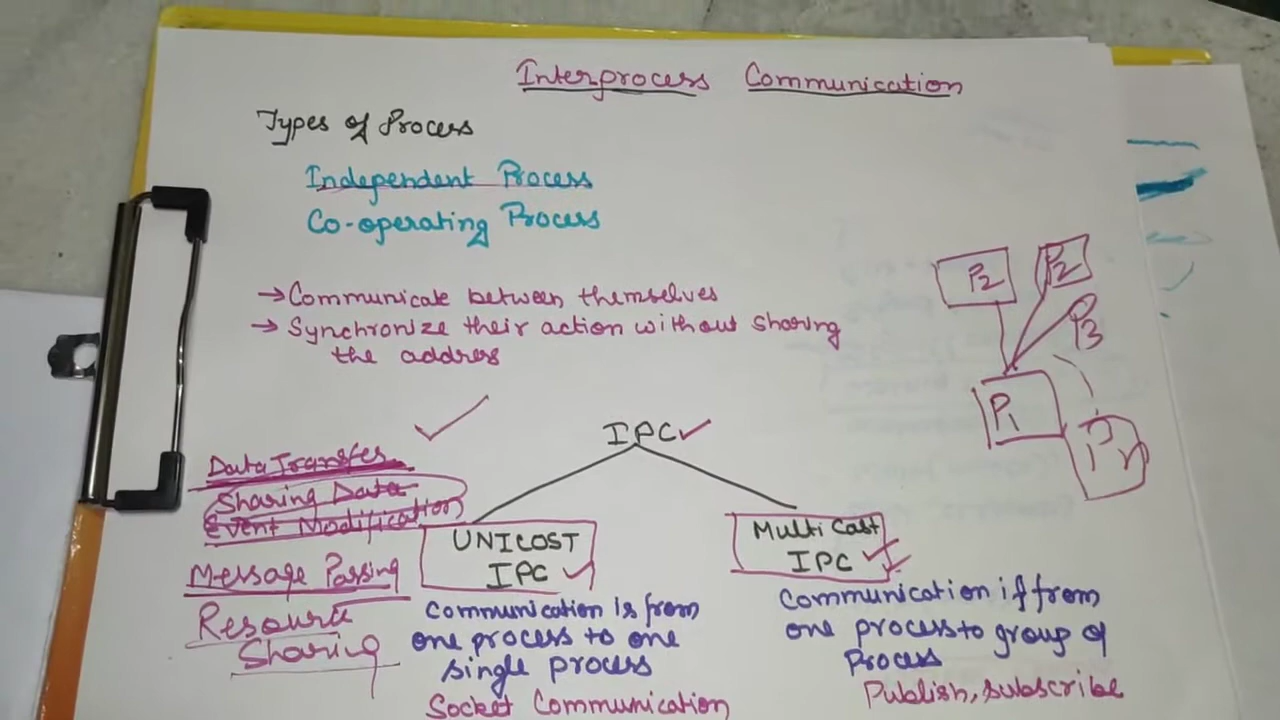 Interprocess Communication
Types of Process
Independent Process
Co-operating Process
→ Communicate between themselves
→ Synchronize their action without sharing
the address
P2
P2
P3
P1
Pn
IPC
Data Transfer
Sharing Data
Event Modification
Message Passing
Resource
Sharing
UNICOST
IPC
Communication is from
one process to one
single process
Socket Communication
Multi Cast
IPC
Communication if from
one process to group of
Process
Publish, subscribe